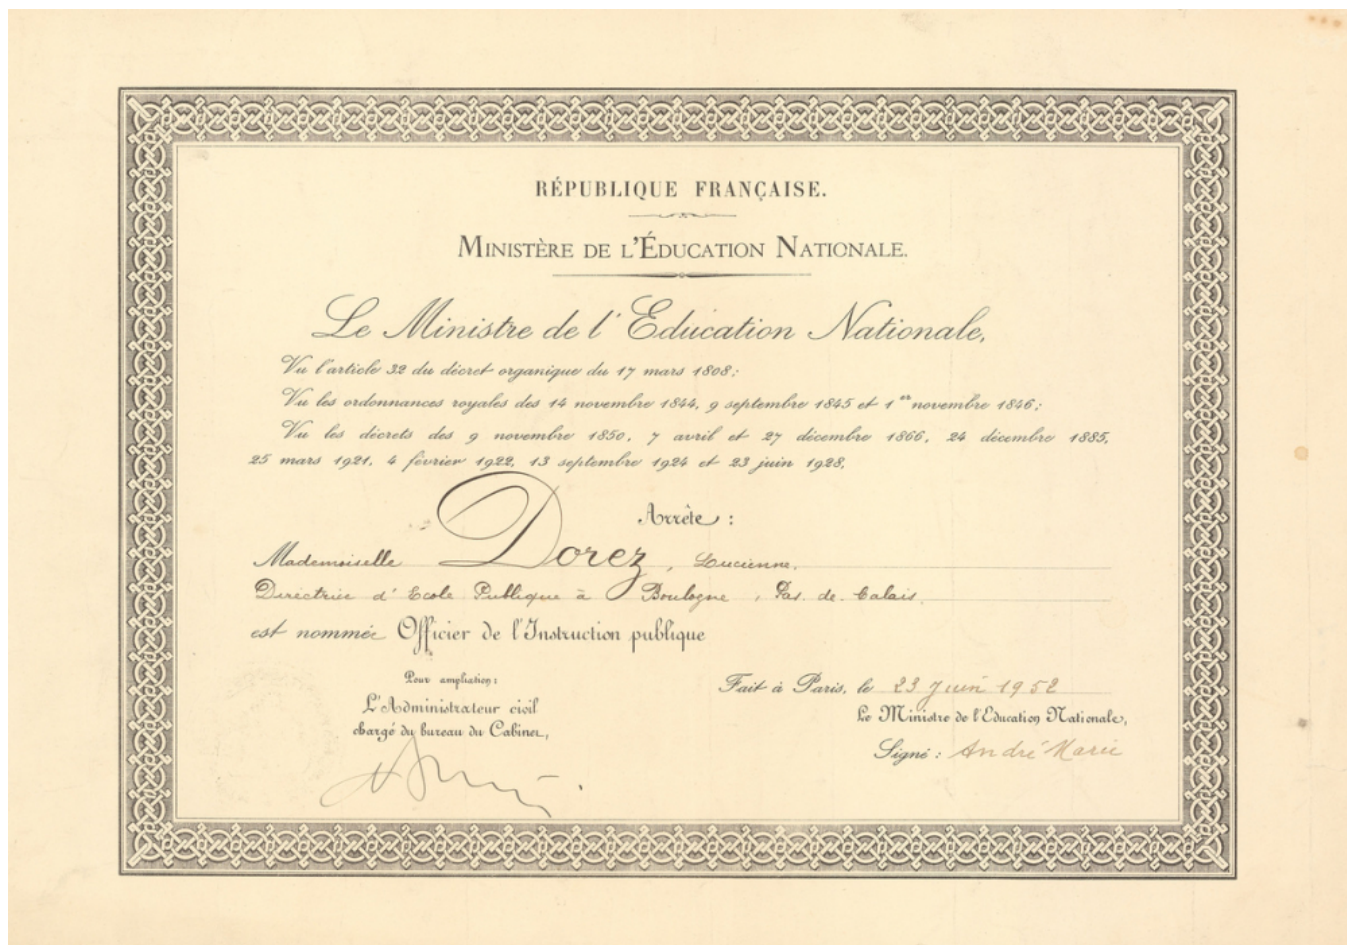 RÉPUBLIQUE FRANÇAISE.
MINISTÈRE DE L'ÉDUCATION NATIONALE.
Le Ministre de l'Education Nationale,
Vu l'article 32 du décret organique du 17 mars 1808;
Vu les ordonnances royales des 14 novembre 1844, 9 septembre 1845 et 1er novembre 1846;
Vu les décrets des 9 novembre 1850, 7 avril et 27 décembre 1866, 24 décembre 1885,
25 mars 1921, 4 février 1922, 13 septembre 1924 et 23 juin 1928,
Arrête :
Mademoiselle Dorez, Lucienne.
Directrice d'Ecole Publique à Boulogne, Pas. de. Calais.
est nommée Officier de l'Instruction publique
Pour ampliation :
L'Administrateur civil
chargé du bureau du Cabinet,
Fait à Paris, le 23 Juin 1952
Le Ministre de l'Education Nationale,
Signé : André Marie